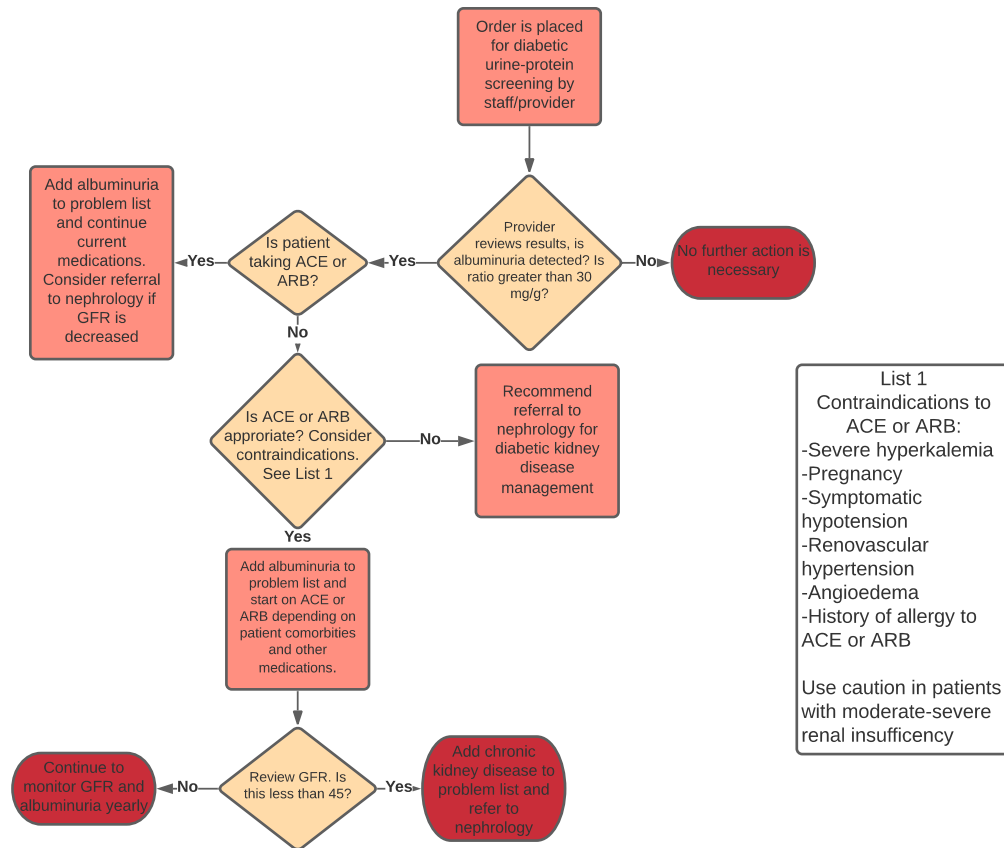 Order is placed
for diabetic
urine-protein
screening by
staff/provider
Provider
reviews results, is
albuminuria detected? Is
ratio greater than 30
mg/g?
No
No further action is
necessary
Yes
Is patient
taking ACE or
ARB?
Yes
Add albuminuria
to problem list
and continue
current
medications.
Consider referral
to nephrology if
GFR is
decreased
No
Is ACE or ARB
approriate? Consider
contraindications.
See List 1
No
Recommend
referral to
nephrology for
diabetic kidney
disease
management
Yes
Add albuminuria to
problem list and
start on ACE or
ARB depending on
patient comorbities
and other
medications.
Review GFR. Is
this less than 45?
No
Continue to
monitor GFR and
albuminuria yearly
Yes
Add chronic
kidney disease to
problem list and
refer to
nephrology
List 1
Contraindications to
ACE or ARB:
-Severe hyperkalemia
-Pregnancy
-Symptomatic
hypotension
-Renovascular
hypertension
-Angioedema
-History of allergy to
ACE or ARB
Use caution in patients
with moderate-severe
renal insufficency